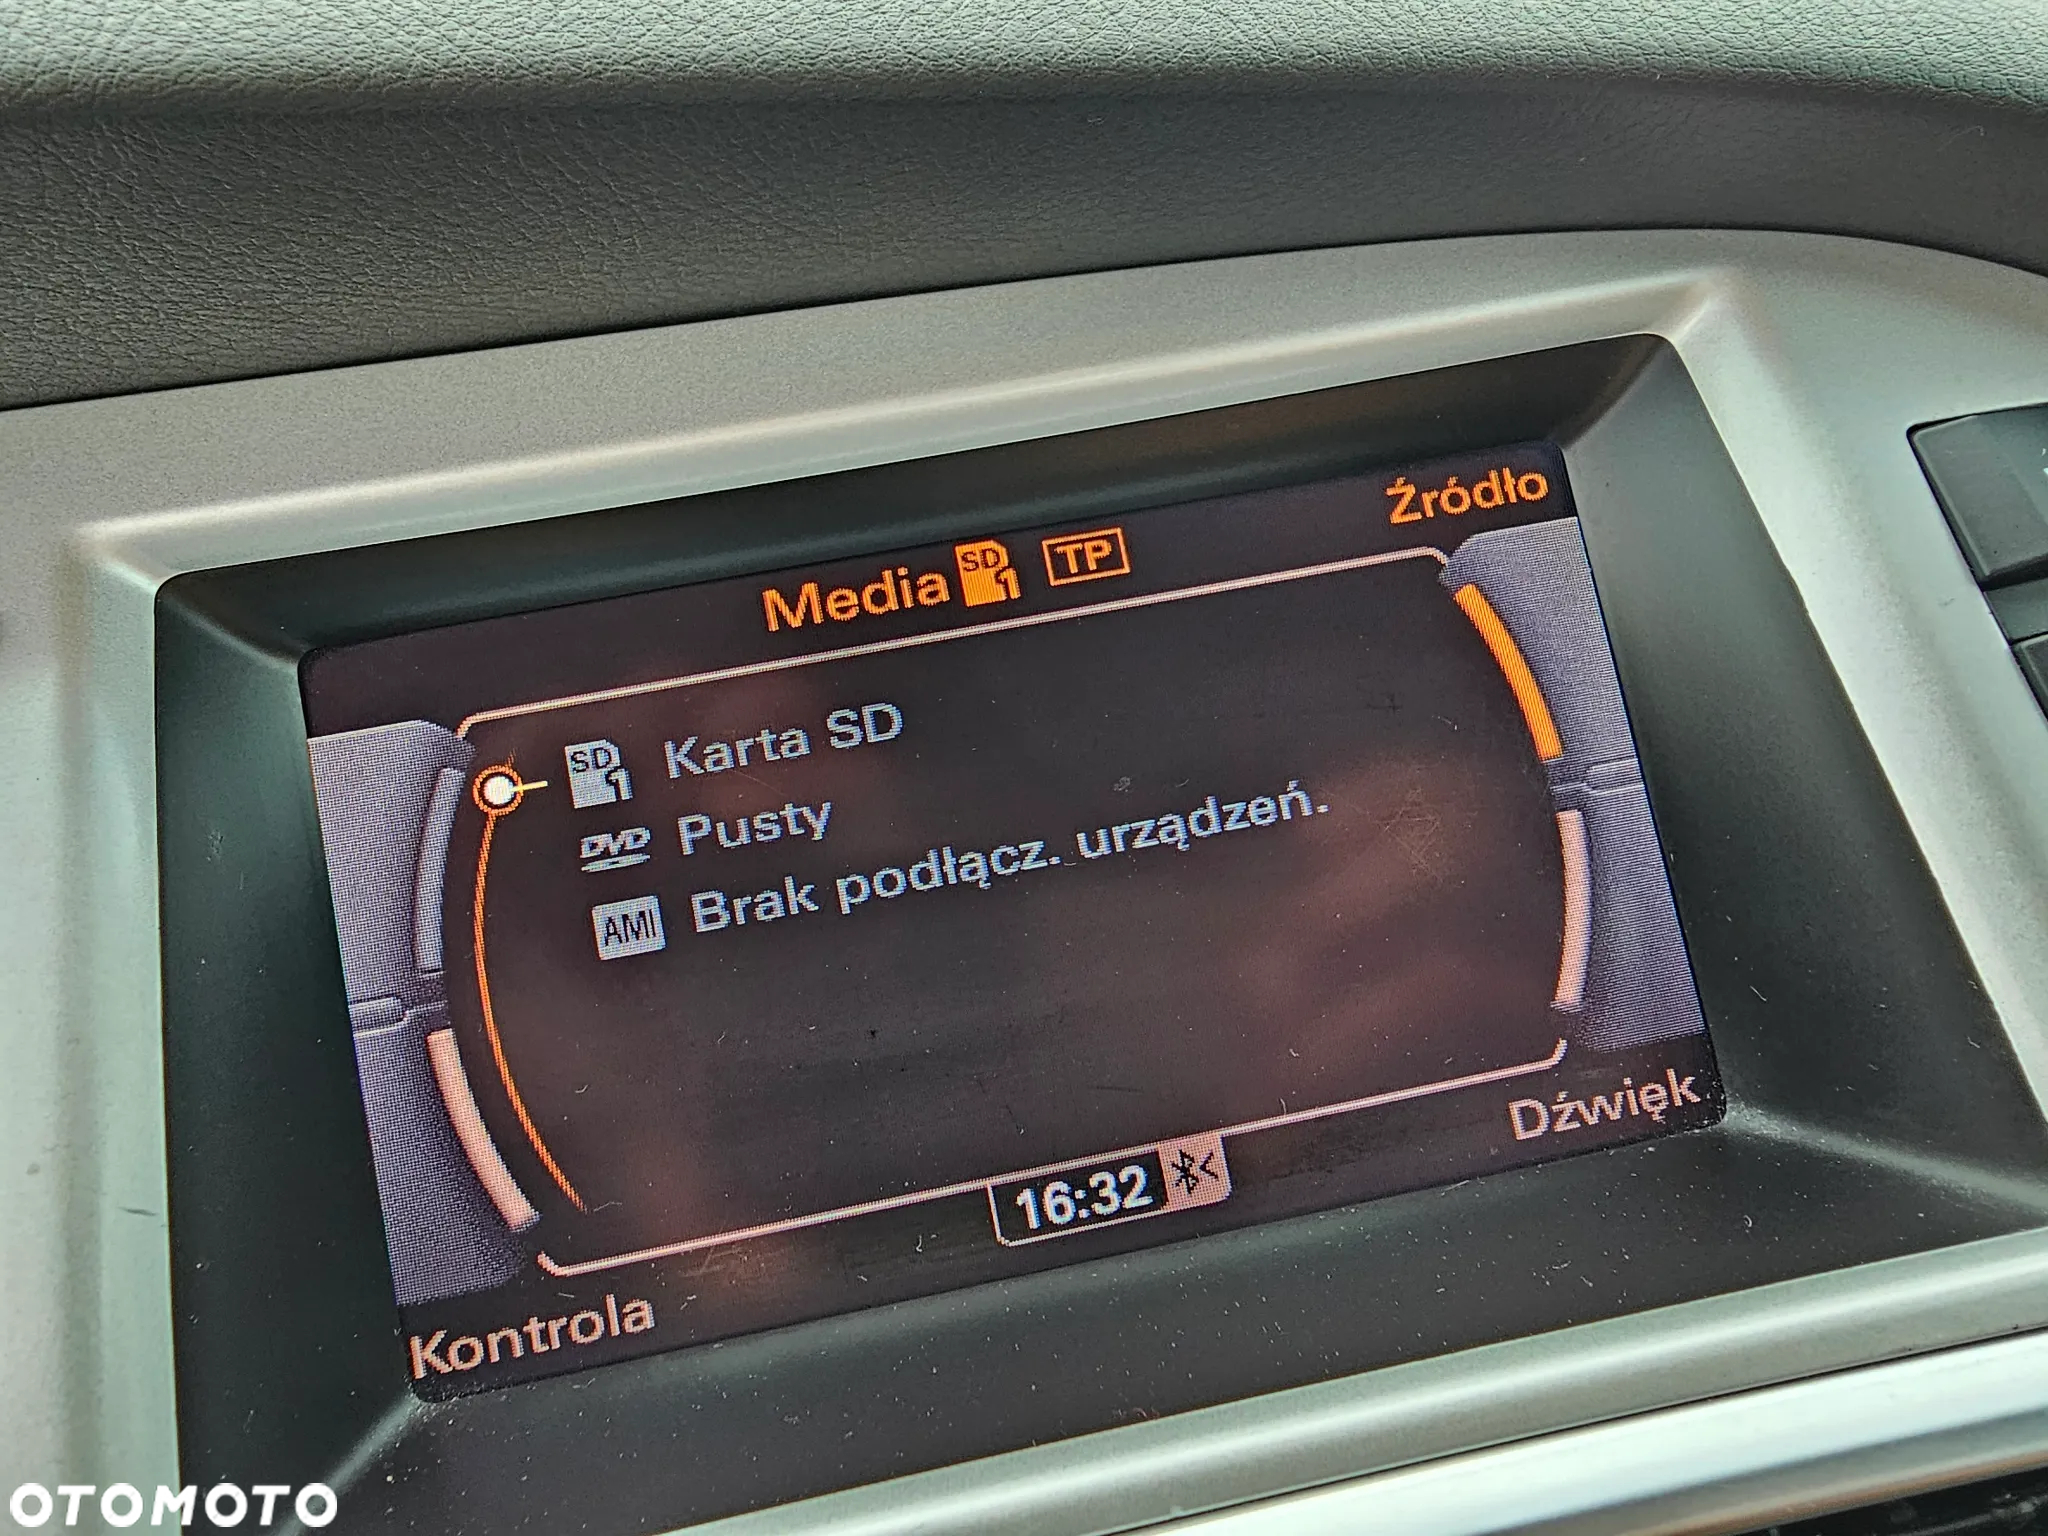 Źródło
Media SD 1 TP
SD 1 Karta SD
DVD Pusty
AMI Brak podłącz. urządzeń.
Dźwięk
16:32
Kontrola
OTOMOTO